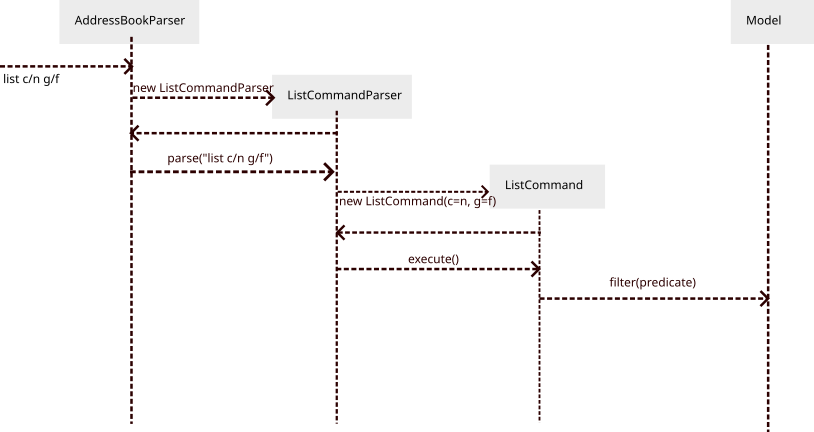 AddressBookParser
Model
list c/n g/f
new ListCommandParser
ListCommandParser
parse("list c/n g/f")
ListCommand
new ListCommand(c=n, g=f)
execute()
filter(predicate)